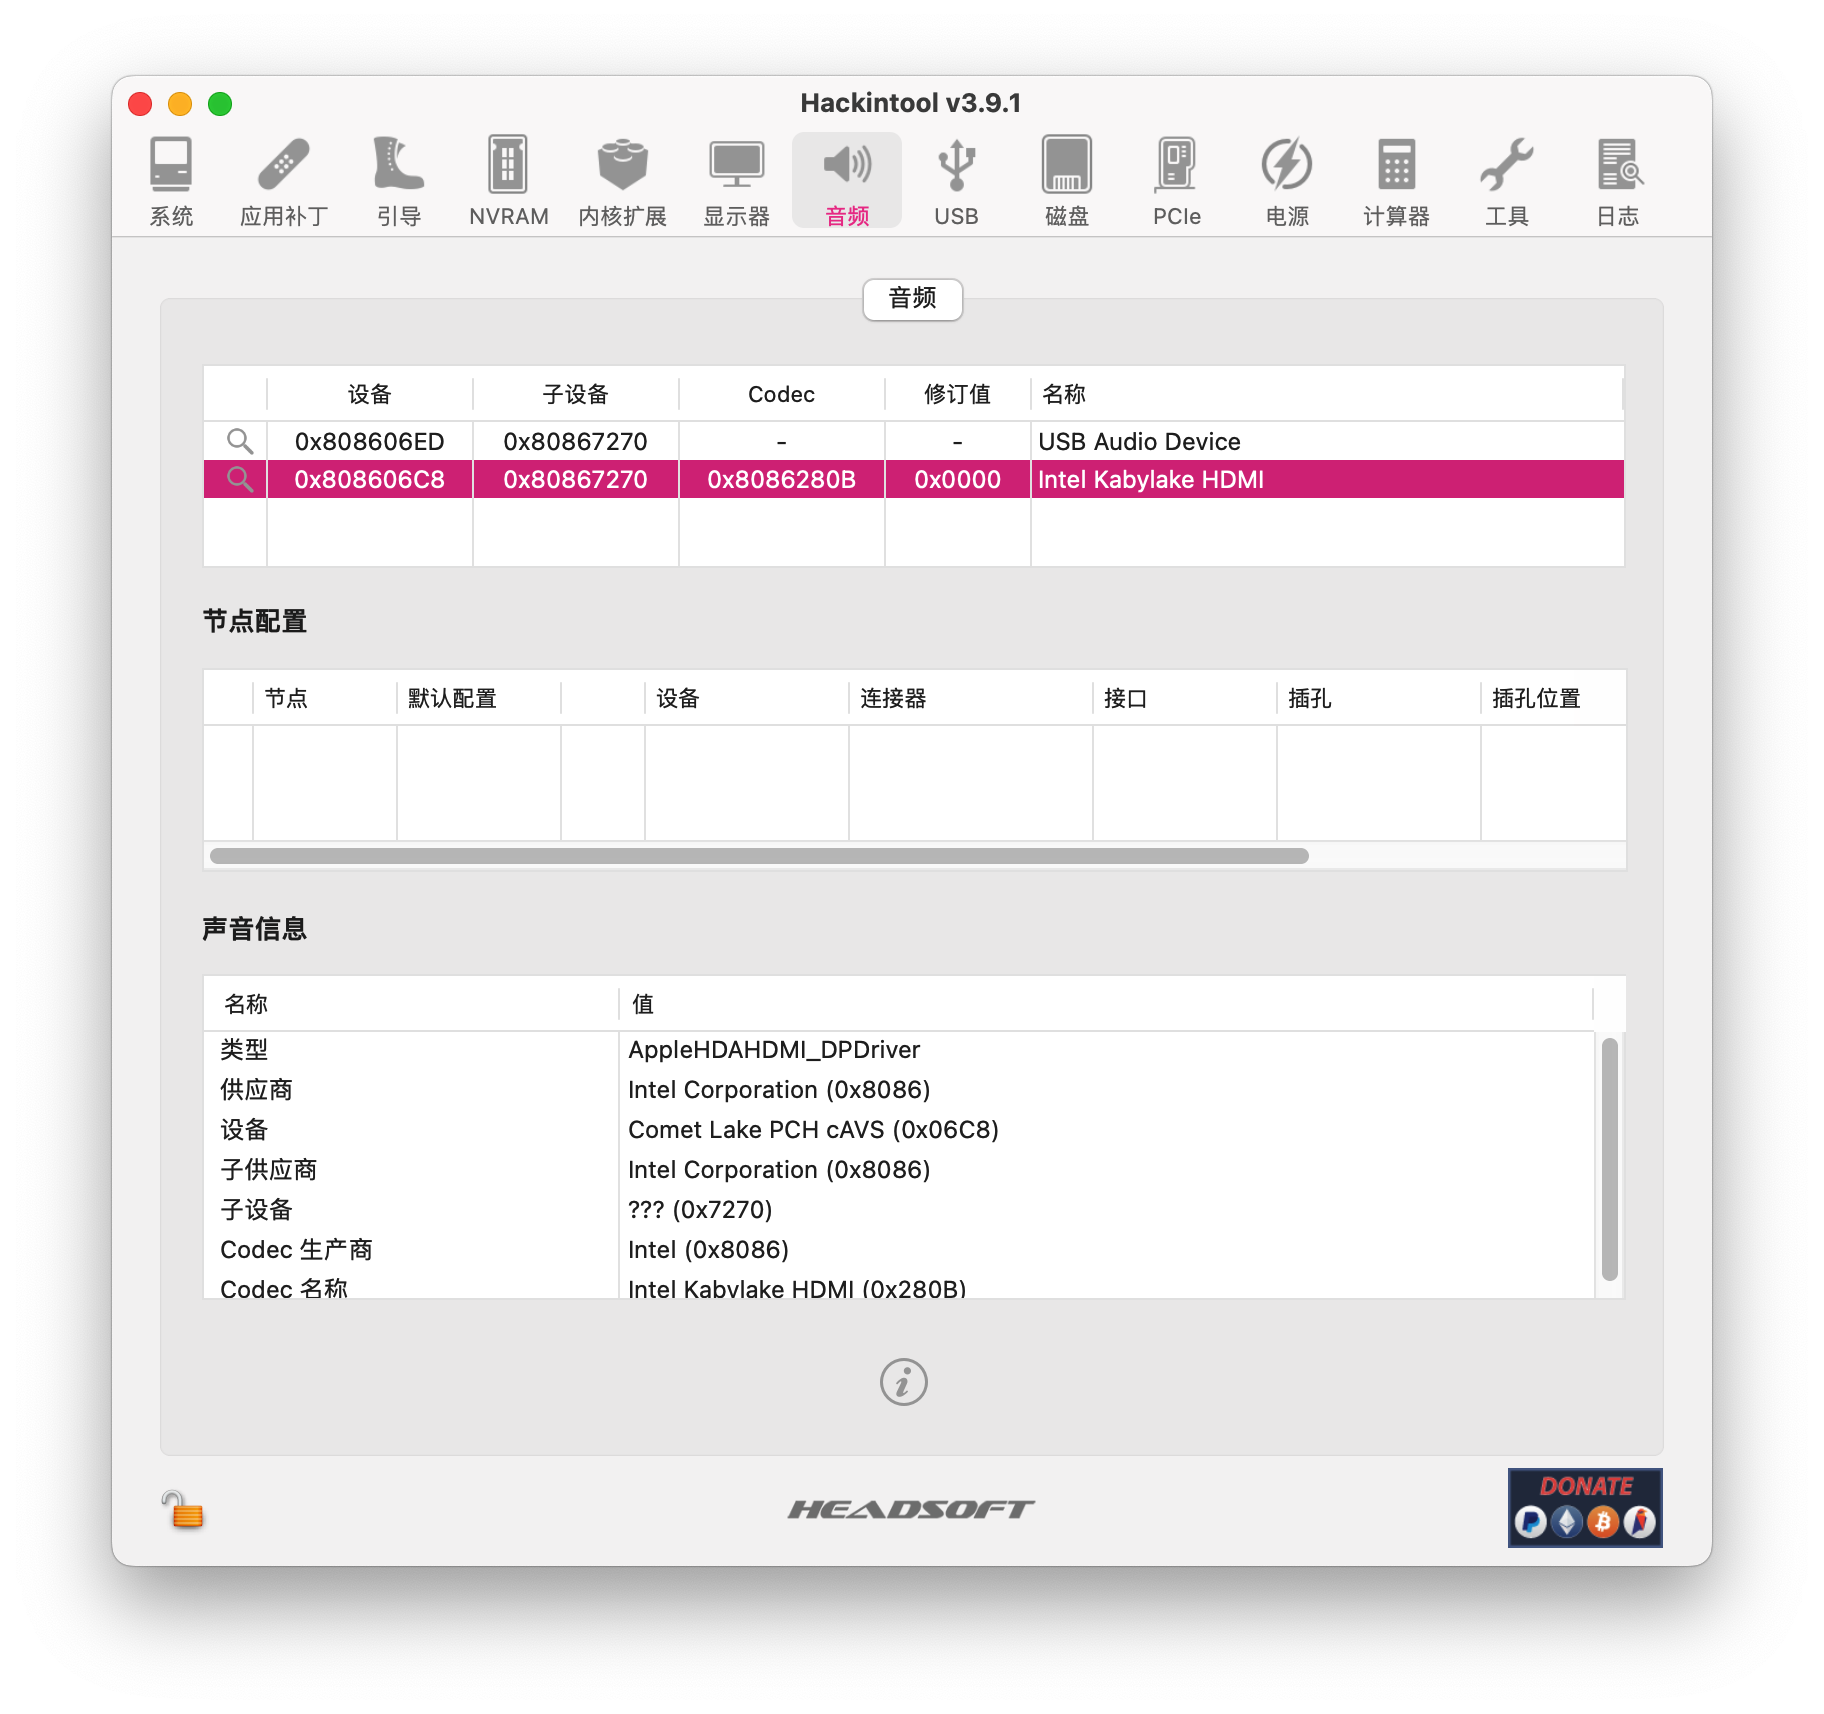 Hackintool v3.9.1
系统 应用补丁 引导 NVRAM 内核扩展 显示器 音频 USB 磁盘 PCIe 电源 计算器 工具 日志
音频
设备 子设备 Codec 修订值 名称
0x808606ED 0x80867270 - - USB Audio Device
0x808606C8 0x80867270 0x8086280B 0x0000 Intel Kabylake HDMI
节点配置
节点 默认配置 设备 连接器 接口 插孔 插孔位置
声音信息
名称 值
类型 AppleHDAHDMI_DPDriver
供应商 Intel Corporation (0x8086)
设备 Comet Lake PCH cAVS (0x06C8)
子供应商 Intel Corporation (0x8086)
子设备 ??? (0x7270)
Codec 生产商 Intel (0x8086)
Codec 名称 Intel Kabylake HDMI (0x280B)
HEADSOFT
DONATE